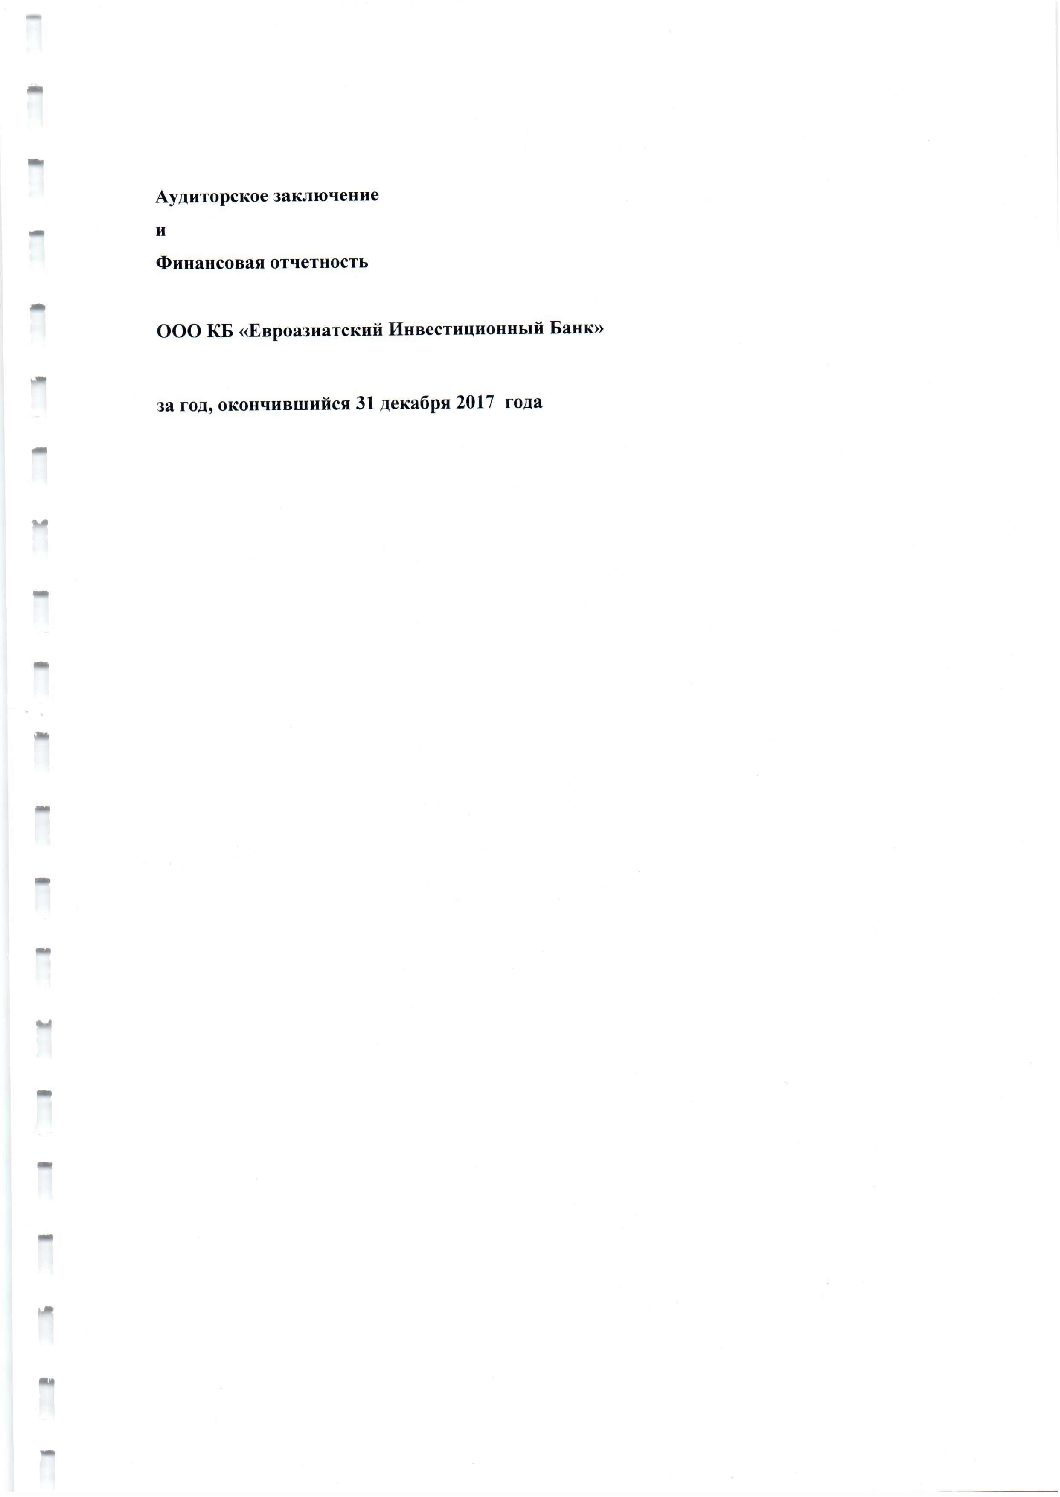 Аудиторское заключение
и
Финансовая отчетность
ООО КБ «Евроазиатский Инвестиционный Банк»
за год, окончившийся 31 декабря 2017 года